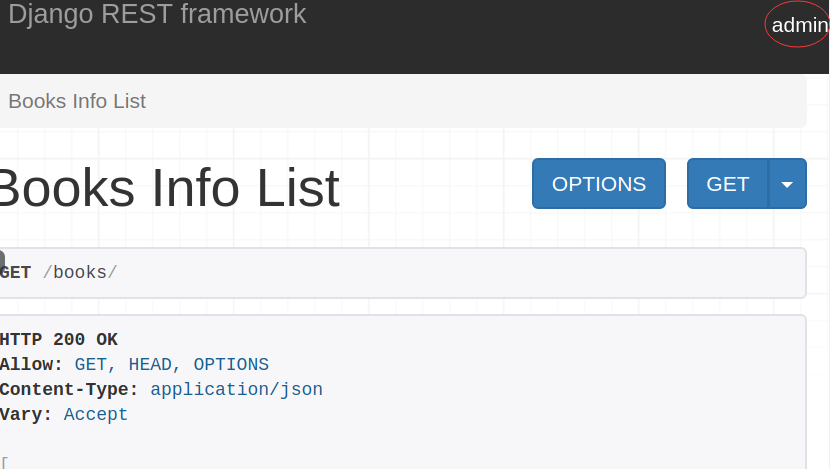 Django REST framework
admin
Books Info List
Books Info List
OPTIONS
GET
GET /books/
HTTP 200 OK
Allow: GET, HEAD, OPTIONS
Content-Type: application/json
Vary: Accept
[